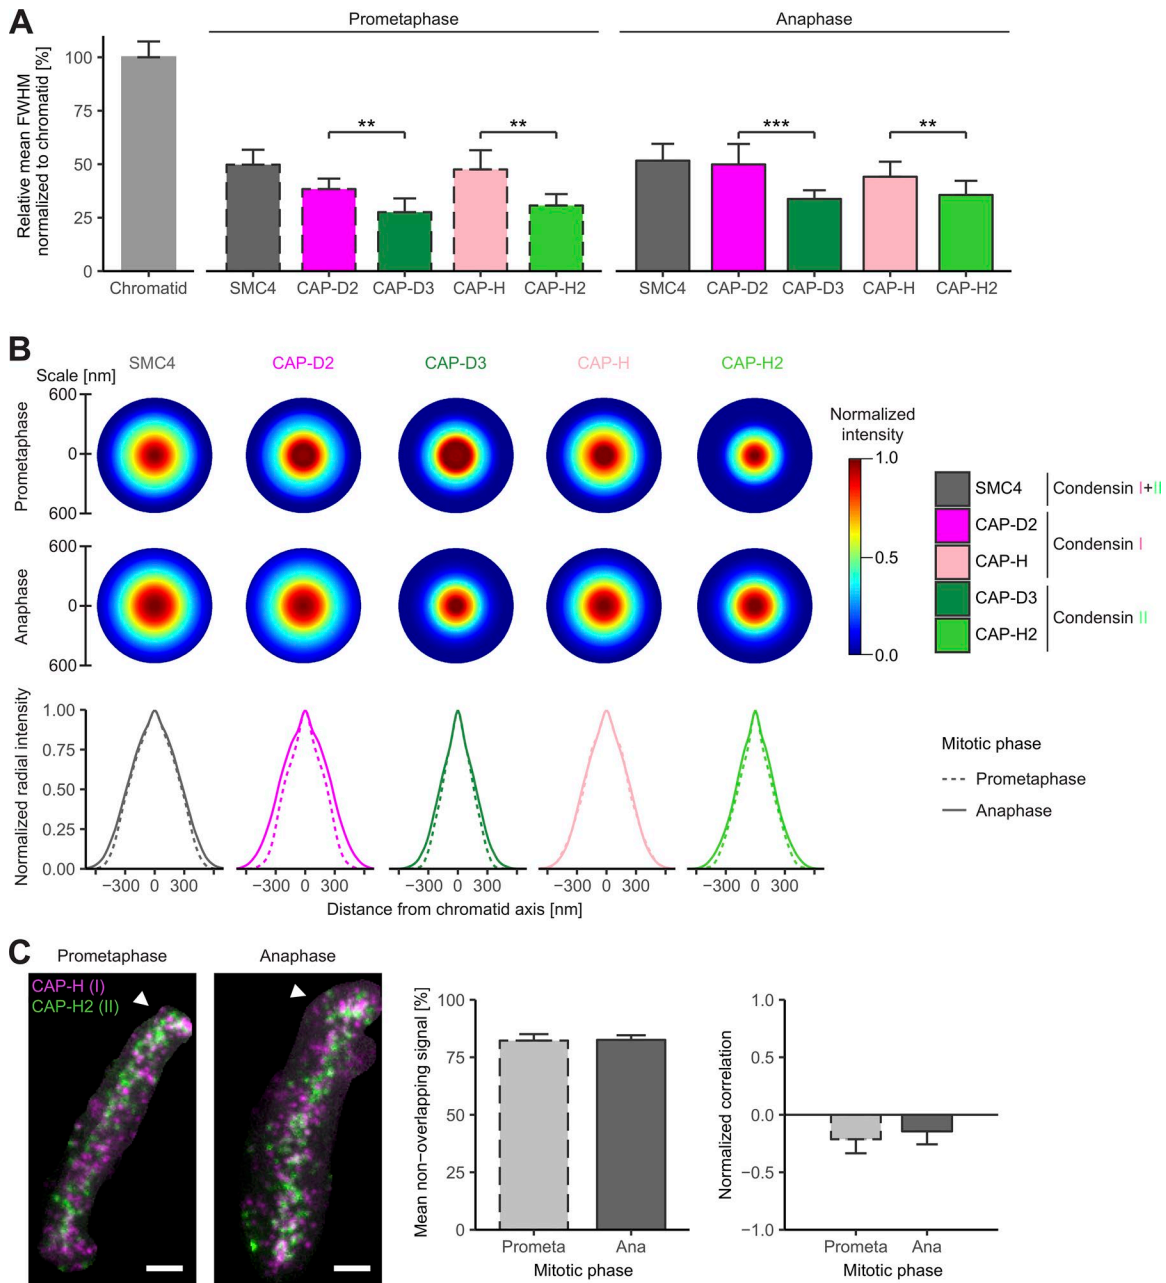 A
Prometaphase
Anaphase
Relative mean FWHM
normalized to chromatid [%]
100
75
50
25
0
**
**
***
**
Chromatid
SMC4
CAP-D2
CAP-D3
CAP-H
CAP-H2
SMC4
CAP-D2
CAP-D3
CAP-H
CAP-H2
B
SMC4
CAP-D2
CAP-D3
CAP-H
CAP-H2
Scale [nm]
Prometaphase
600
0
600
Anaphase
600
0
600
Normalized
intensity
1.0
0.5
0.0
SMC4
CAP-D2
CAP-H
CAP-D3
CAP-H2
Condensin I+II
Condensin I
Condensin II
Normalized radial intensity
1.00
0.75
0.50
0.25
0.00
−300 0 300
−300 0 300
−300 0 300
−300 0 300
−300 0 300
Distance from chromatid axis [nm]
Mitotic phase
Prometaphase
Anaphase
C
Prometaphase
Anaphase
CAP-H (I)
CAP-H2 (II)
Mean non-overlapping signal [%]
100
75
50
25
0
Prometa
Ana
Mitotic phase
Normalized correlation
1.0
0.5
0.0
−0.5
−1.0
Prometa
Ana
Mitotic phase